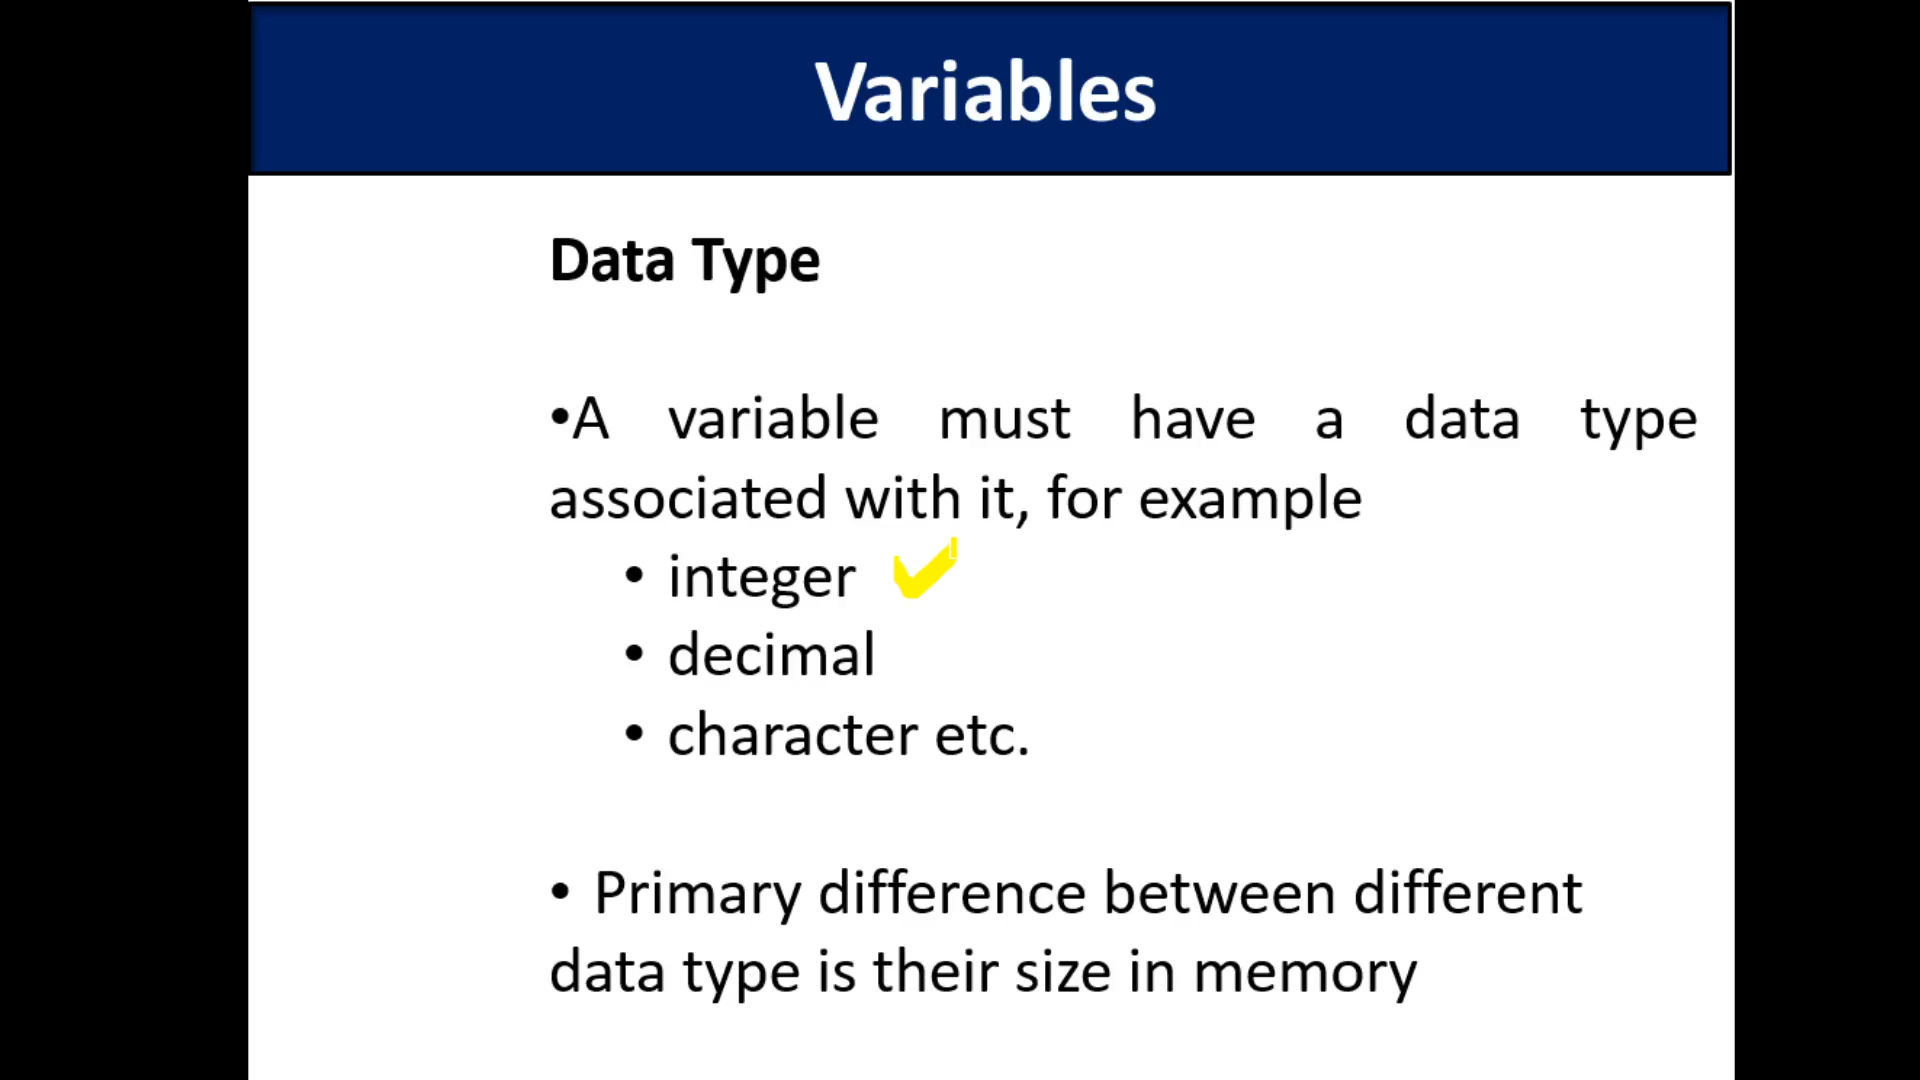 Variables
Data Type
•A variable must have a data type
associated with it, for example
• integer
• decimal
• character etc.
• Primary difference between different
data type is their size in memory